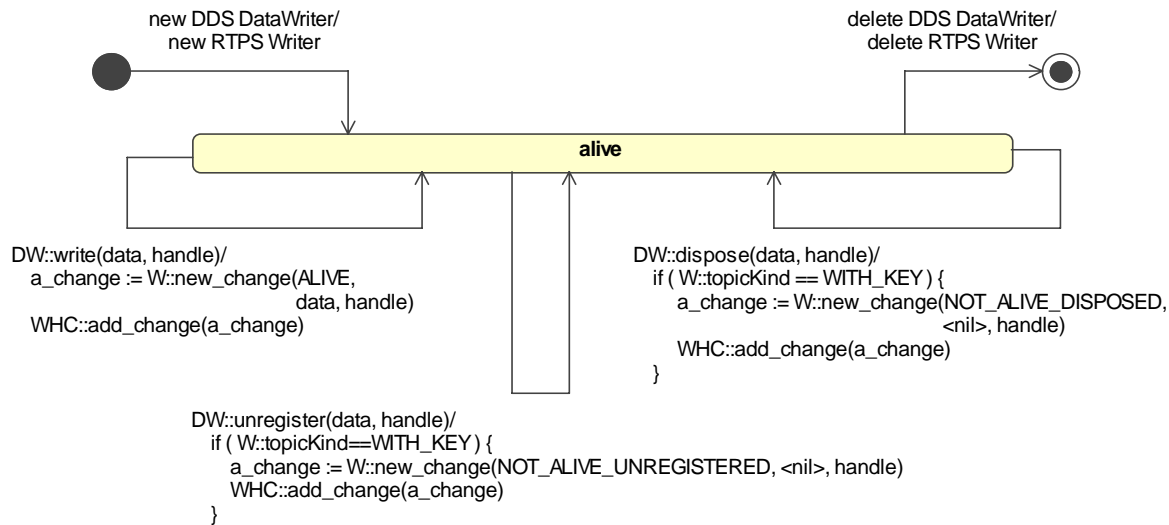 new DDS DataWriter/
new RTPS Writer
delete DDS DataWriter/
delete RTPS Writer
alive
DW::write(data, handle)/
a_change := W::new_change(ALIVE,
data, handle)
WHC::add_change(a_change)
DW::dispose(data, handle)/
if ( W::topicKind == WITH_KEY ) {
a_change := W::new_change(NOT_ALIVE_DISPOSED,
<nil>, handle)
WHC::add_change(a_change)
}
DW::unregister(data, handle)/
if ( W::topicKind==WITH_KEY ) {
a_change := W::new_change(NOT_ALIVE_UNREGISTERED, <nil>, handle)
WHC::add_change(a_change)
}